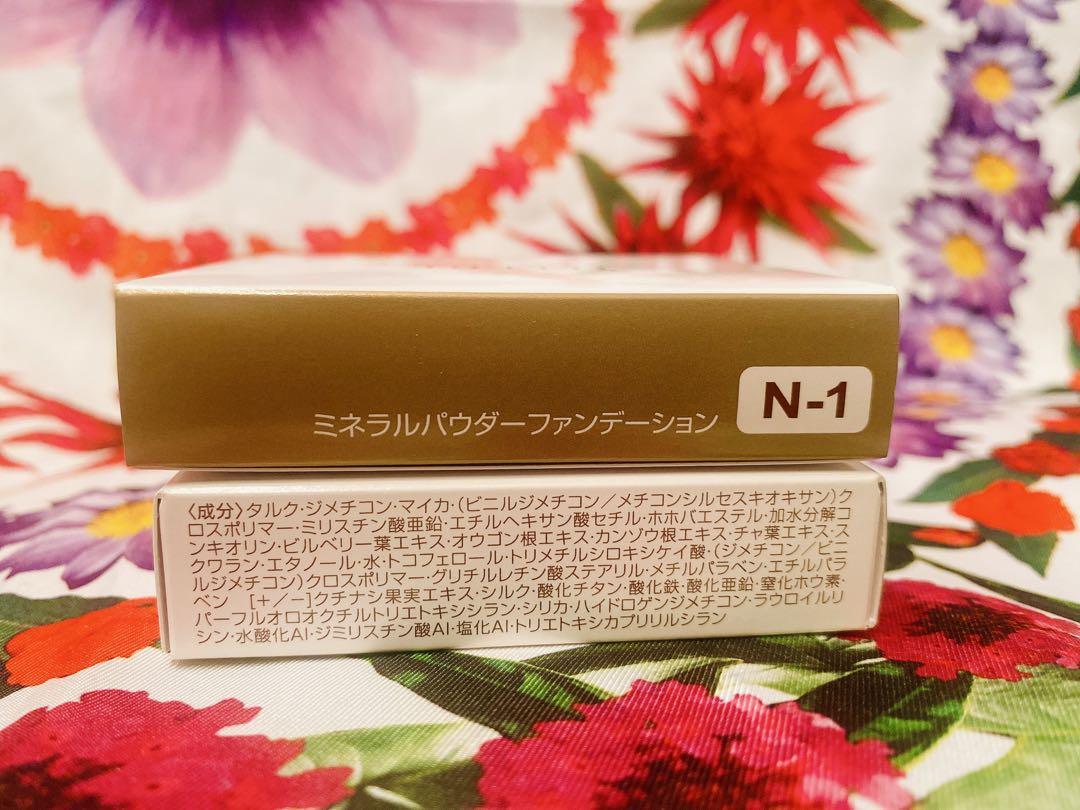 N-1
ミネラルパウダーファンデーション
〈成分〉タルク・ジメチコン・マイカ・(ビニルジメチコン／メチコンシルセスキオキサン)ク
ロスポリマー・ミリスチン酸亜鉛・エチルヘキサン酸セチル・ホホバエステル・加水分解コ
ンキオリン・ビルベリー葉エキス・オウゴン根エキス・カンゾウ根エキス・チャ葉エキス・ス
クワラン・エタノール・水・トコフェロール・トリメチルシロキシケイ酸・(ジメチコン／ビニ
ルジメチコン)クロスポリマー・グリチルレチン酸ステアリル・メチルパラベン・エチルパラ
ベン [＋／－]クチナシ果実エキス・シルク・酸化チタン・酸化鉄・酸化亜鉛・窒化ホウ素・
パーフルオロオクチルトリエトキシシラン・シリカ・ハイドロゲンジメチコン・ラウロイルリ
シン・水酸化Al・ジミリスチン酸Al・塩化Al・トリエトキシカプリリルシラン